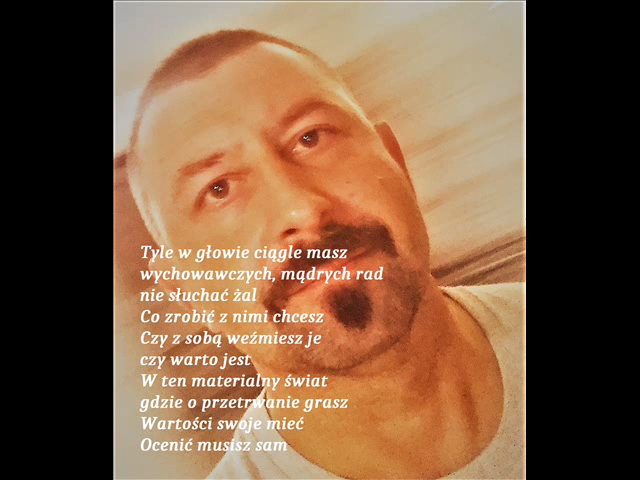 Tyle w głowie ciągle masz
wychowawczych, mądrych rad
nie słuchać żal
Co zrobić z nimi chcesz
Czy z sobą weźmiesz je
czy warto jest
W ten materialny świat
gdzie o przetrwanie grasz
Wartości swoje mieć
Ocenić musisz sam